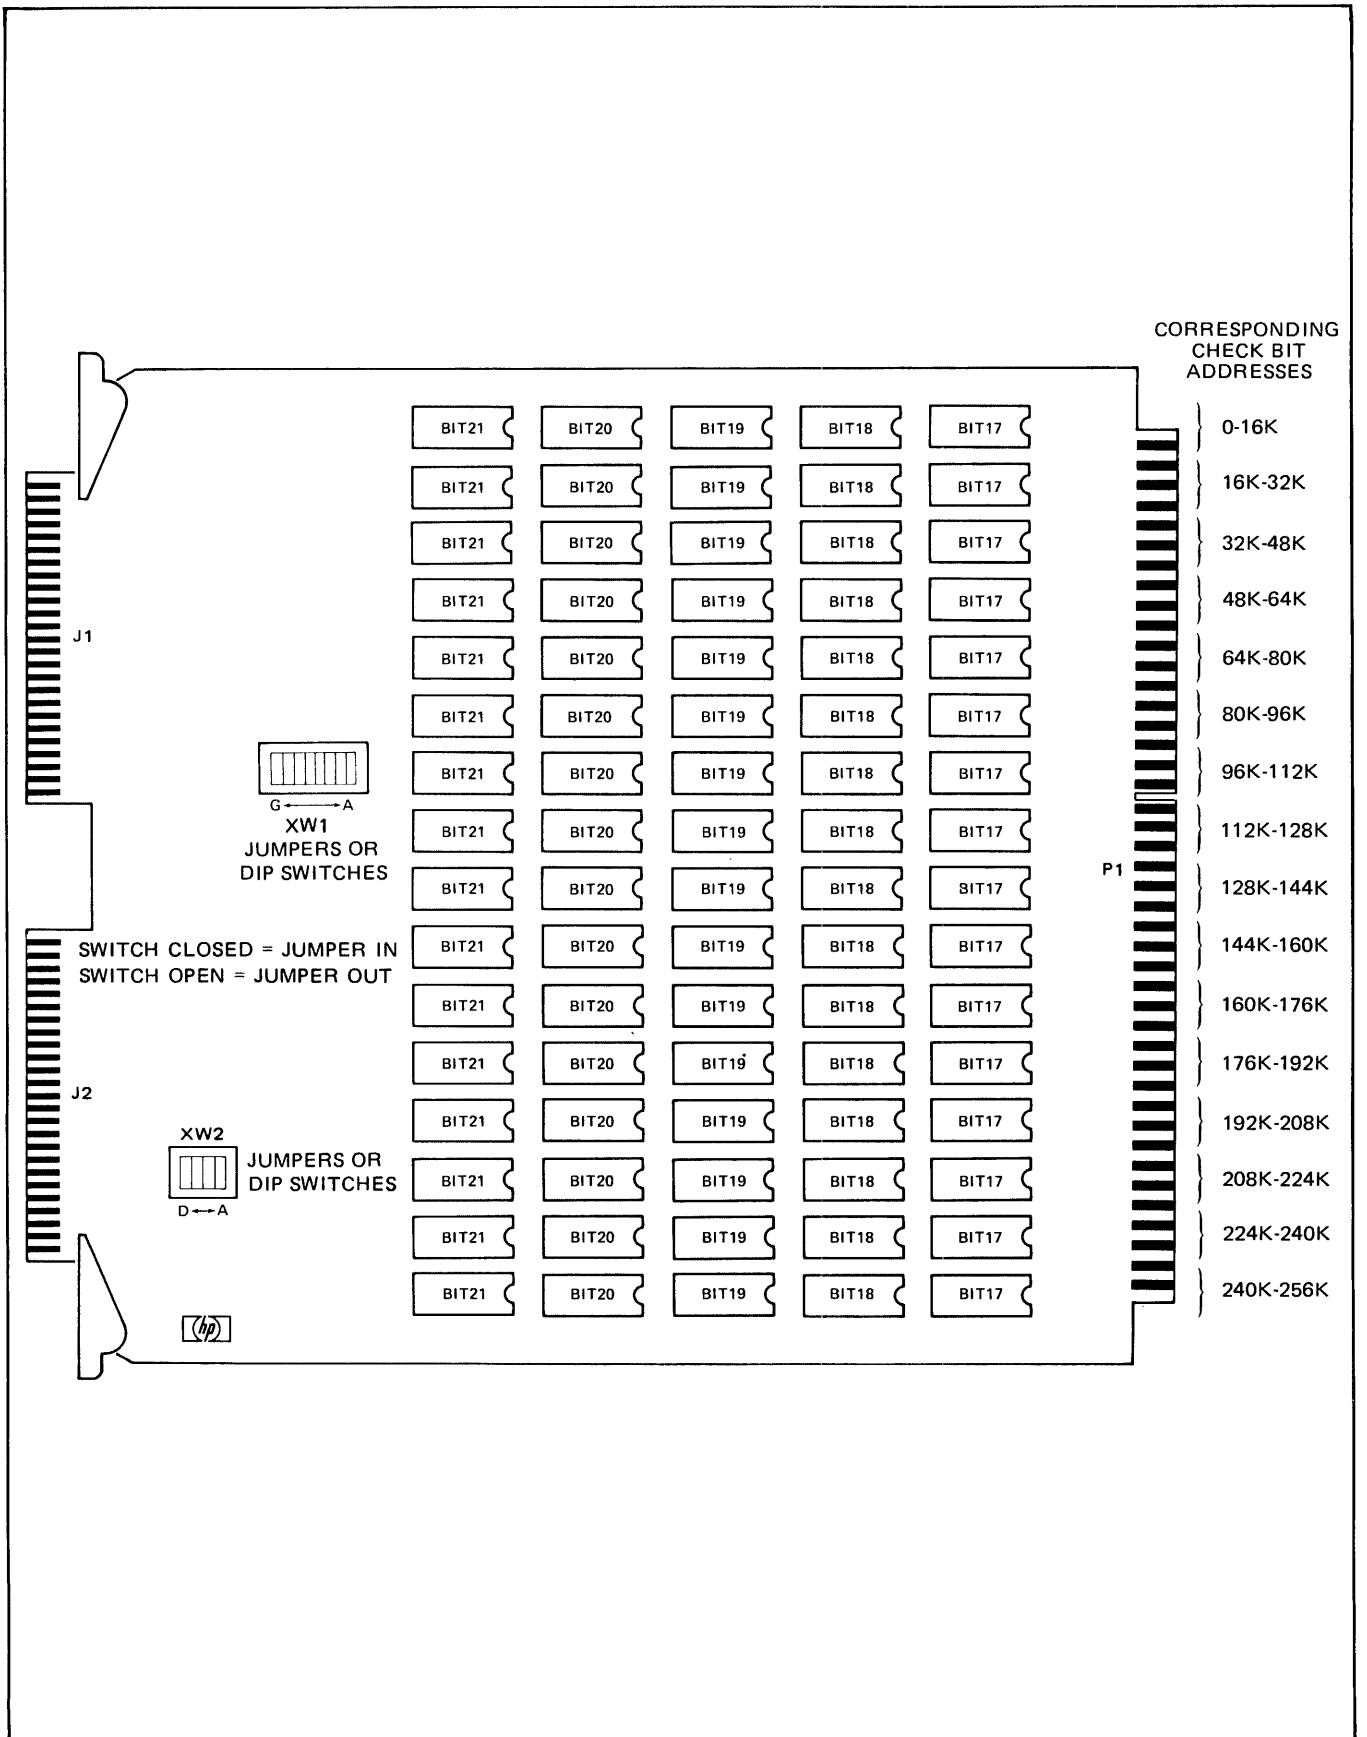 CORRESPONDING
CHECK BIT
ADDRESSES
BIT21 BIT20 BIT19 BIT18 BIT17 0-16K
BIT21 BIT20 BIT19 BIT18 BIT17 16K-32K
BIT21 BIT20 BIT19 BIT18 BIT17 32K-48K
BIT21 BIT20 BIT19 BIT18 BIT17 48K-64K
J1
BIT21 BIT20 BIT19 BIT18 BIT17 64K-80K
BIT21 BIT20 BIT19 BIT18 BIT17 80K-96K
BIT21 BIT20 BIT19 BIT18 BIT17 96K-112K
G A
XW1
JUMPERS OR
DIP SWITCHES
BIT21 BIT20 BIT19 BIT18 BIT17 112K-128K
P1
BIT21 BIT20 BIT19 BIT18 BIT17 128K-144K
SWITCH CLOSED = JUMPER IN
SWITCH OPEN = JUMPER OUT
BIT21 BIT20 BIT19 BIT18 BIT17 144K-160K
BIT21 BIT20 BIT19 BIT18 BIT17 160K-176K
BIT21 BIT20 BIT19 BIT18 BIT17 176K-192K
J2
BIT21 BIT20 BIT19 BIT18 BIT17 192K-208K
XW2
JUMPERS OR
DIP SWITCHES
D A
BIT21 BIT20 BIT19 BIT18 BIT17 208K-224K
BIT21 BIT20 BIT19 BIT18 BIT17 224K-240K
BIT21 BIT20 BIT19 BIT18 BIT17 240K-256K
hp